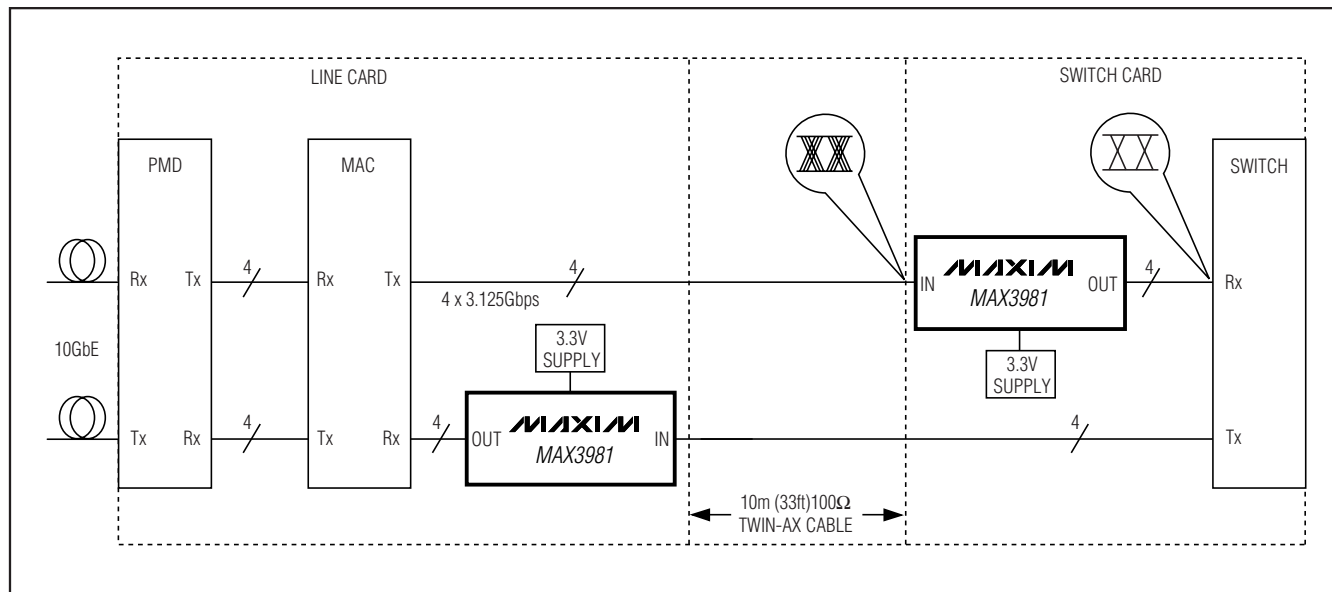 LINE CARD
SWITCH CARD
PMD
MAC
SWITCH
Rx
Tx
4
Rx
Tx
4
4 x 3.125Gbps
IN
MAXIM
MAX3981
OUT
4
Rx
3.3V
SUPPLY
10GbE
3.3V
SUPPLY
Tx
Rx
4
Tx
Rx
4
OUT
MAXIM
MAX3981
IN
4
Tx
10m (33ft)100Ω
TWIN-AX CABLE